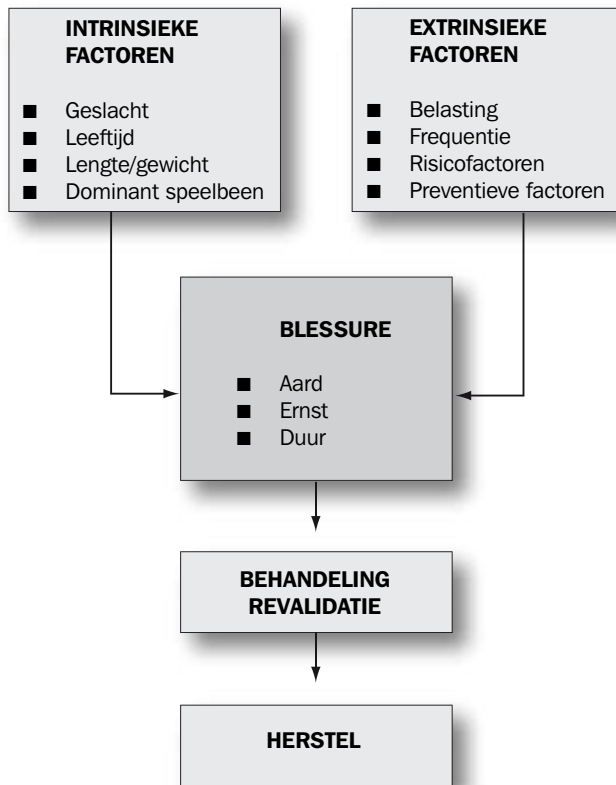 INTRINSIEKE
FACTOREN
■ Geslacht
■ Leeftijd
■ Lengte/gewicht
■ Dominant speelbeen
EXTRINSIEKE
FACTOREN
■ Belasting
■ Frequentie
■ Risicofactoren
■ Preventieve factoren
BLESSURE
■ Aard
■ Ernst
■ Duur
BEHANDELING
REVALIDATIE
HERSTEL